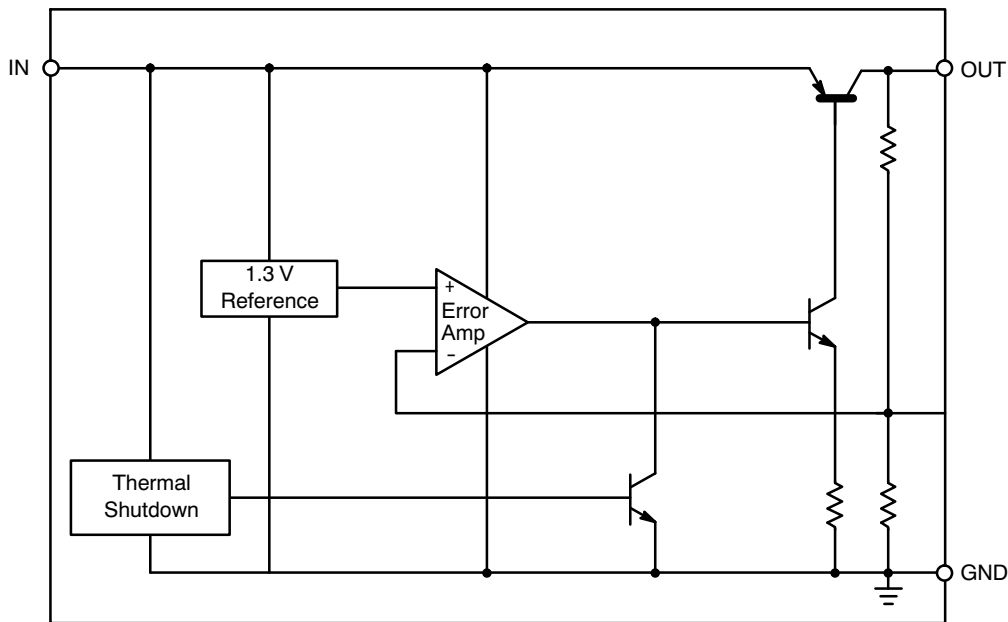 IN
OUT
1.3 V
Reference
+
Error
Amp
-
Thermal
Shutdown
GND